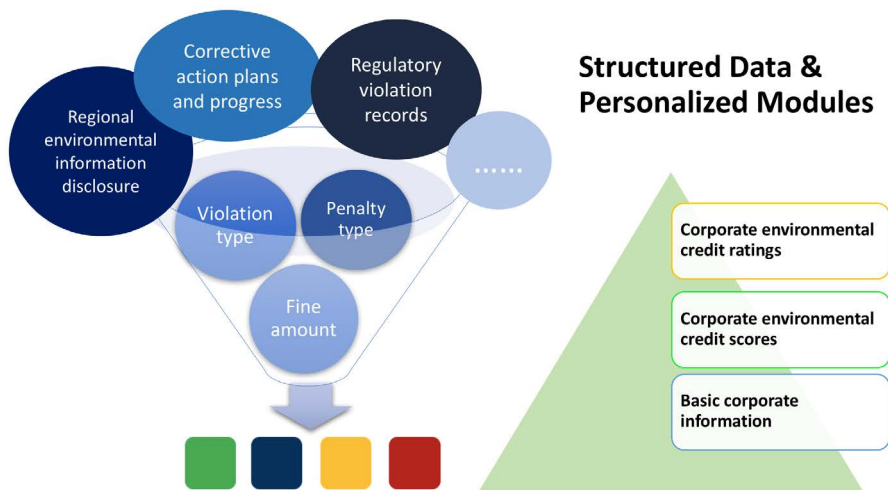 Corrective
action plans
and progress
Regulatory
violation
records
Regional
environmental
information
disclosure
......
Violation
type
Penalty
type
Fine
amount
Structured Data &
Personalized Modules
Corporate environmental
credit ratings
Corporate environmental
credit scores
Basic corporate
information